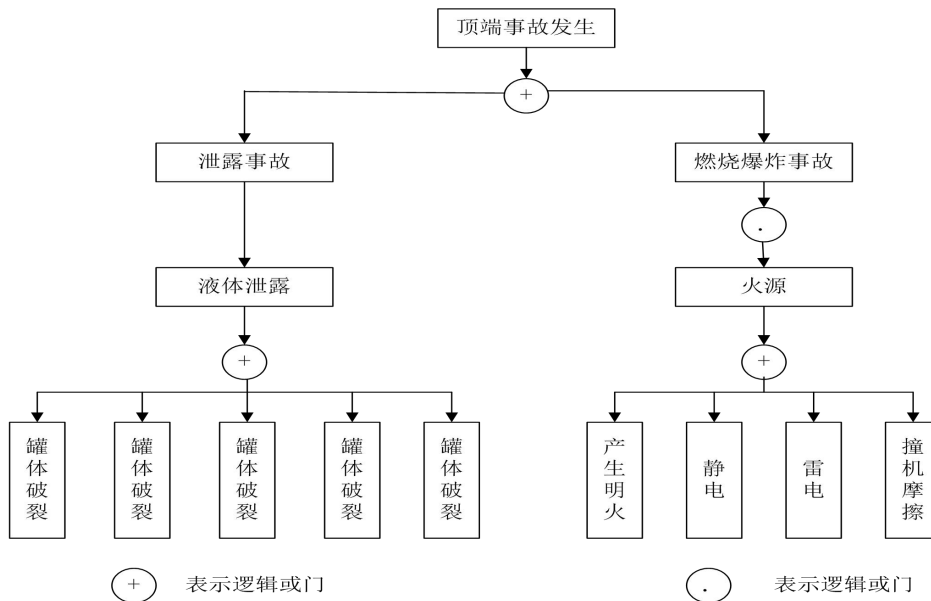 顶端事故发生
+
泄露事故
燃烧爆炸事故
.
液体泄露
火源
+
+
罐体破裂
罐体破裂
罐体破裂
罐体破裂
罐体破裂
产生明火
静电
雷电
撞机摩擦
+ 表示逻辑或门
. 表示逻辑或门